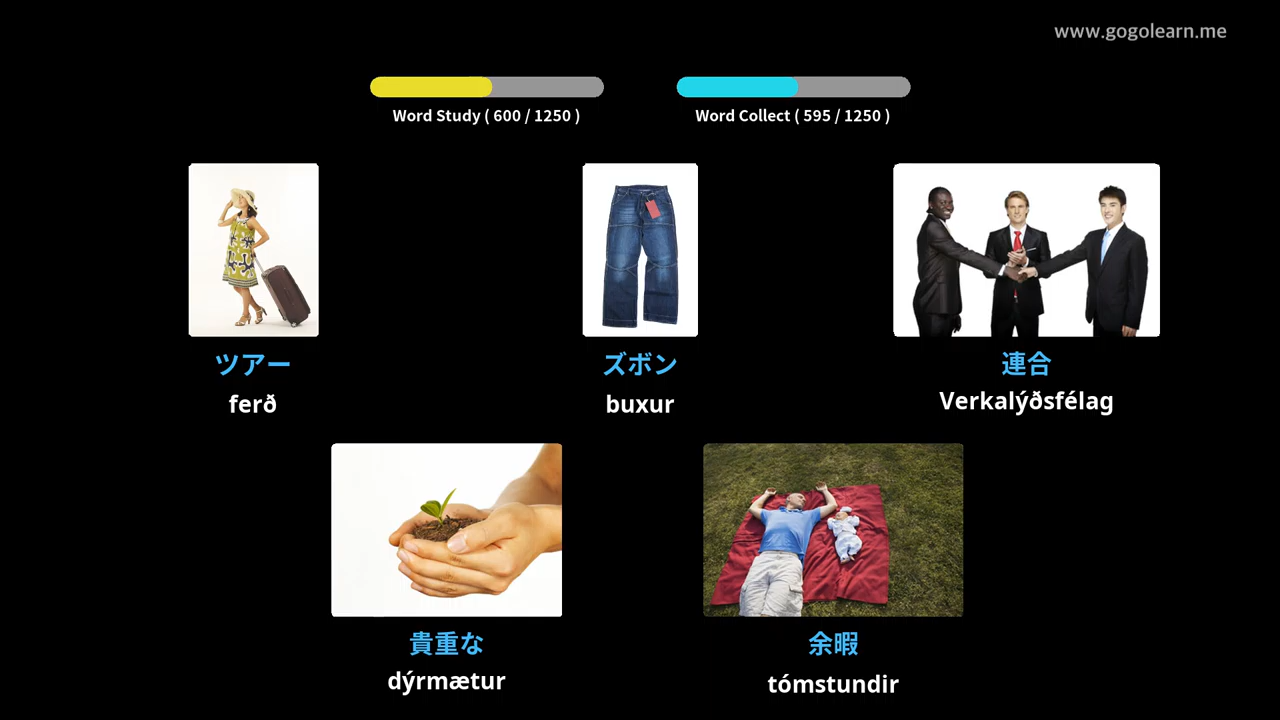 www.gogolearn.me
Word Study ( 600 / 1250 )
Word Collect ( 595 / 1250 )
ツアー
ferð
ズボン
buxur
連合
Verkalýðsfélag
貴重な
dýrmætur
余暇
tómstundir